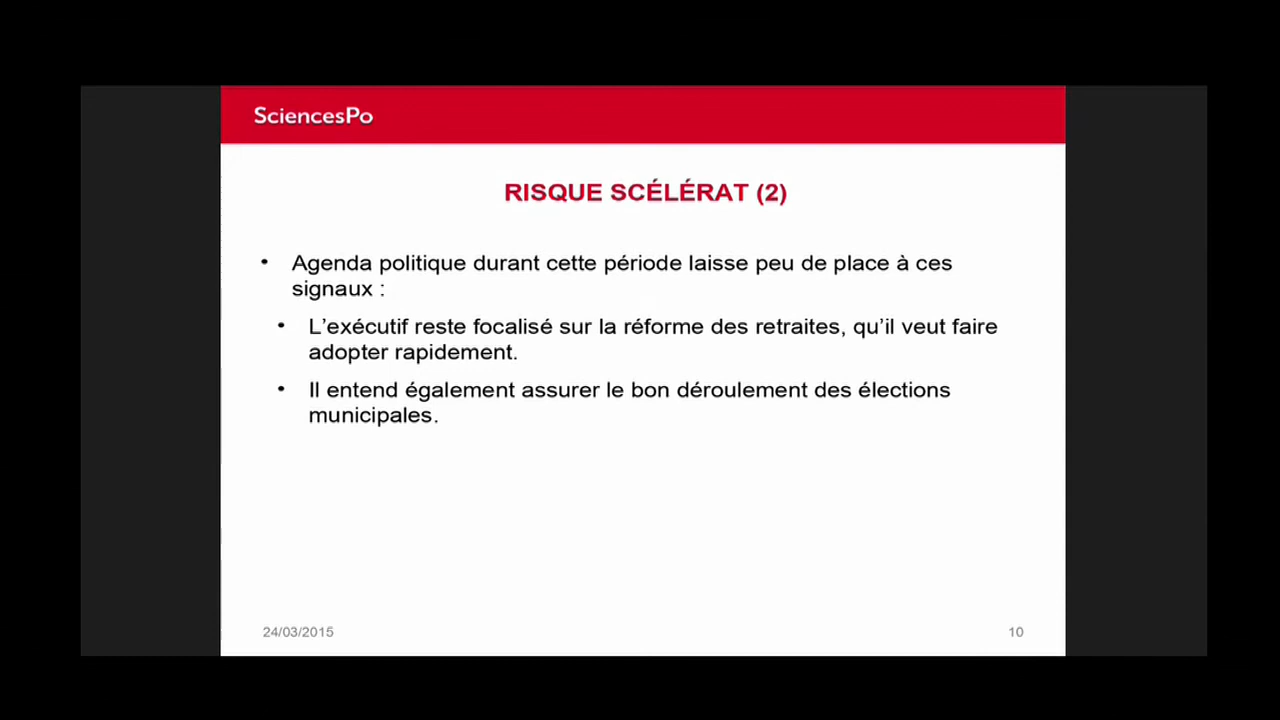 SciencesPo
RISQUE SCÉLÉRAT (2)
• Agenda politique durant cette période laisse peu de place à ces
signaux :
• L’exécutif reste focalisé sur la réforme des retraites, qu’il veut faire
adopter rapidement.
• Il entend également assurer le bon déroulement des élections
municipales.
24/03/2015
10